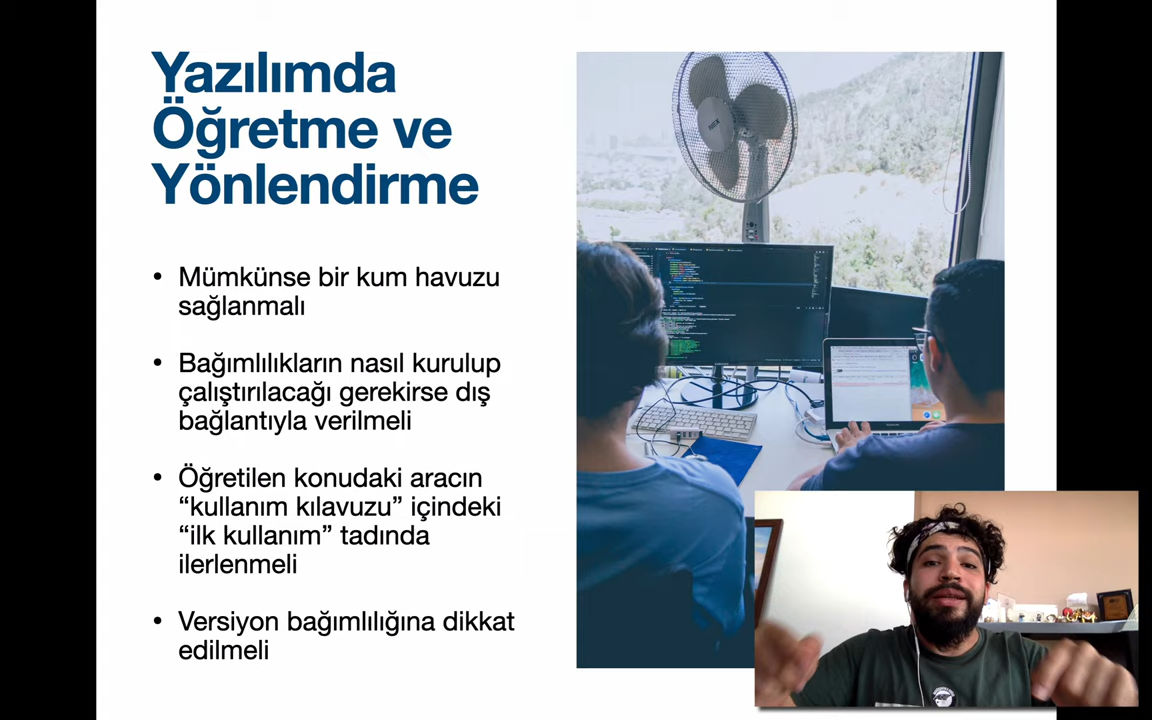 Yazılımda
Öğretme ve
Yönlendirme
• Mümkünse bir kum havuzu
sağlanmalı
• Bağımlılıkların nasıl kurulup
çalıştırılacağı gerekirse dış
bağlantıyla verilmeli
• Öğretilen konudaki aracın
“kullanım kılavuzu” içindeki
“ilk kullanım” tadında
ilerlenmeli
• Versiyon bağımlılığına dikkat
edilmeli